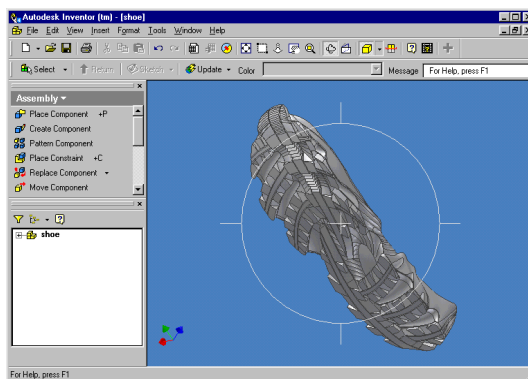 Autodesk Inventor (tm) - [shoe]
File Edit View Insert Format Tools Window Help
Select Return Sketch Update Color Message For Help, press F1
Assembly
Place Component +P
Create Component
Pattern Component
Place Constraint +C
Replace Component
Move Component
shoe
For Help, press F1